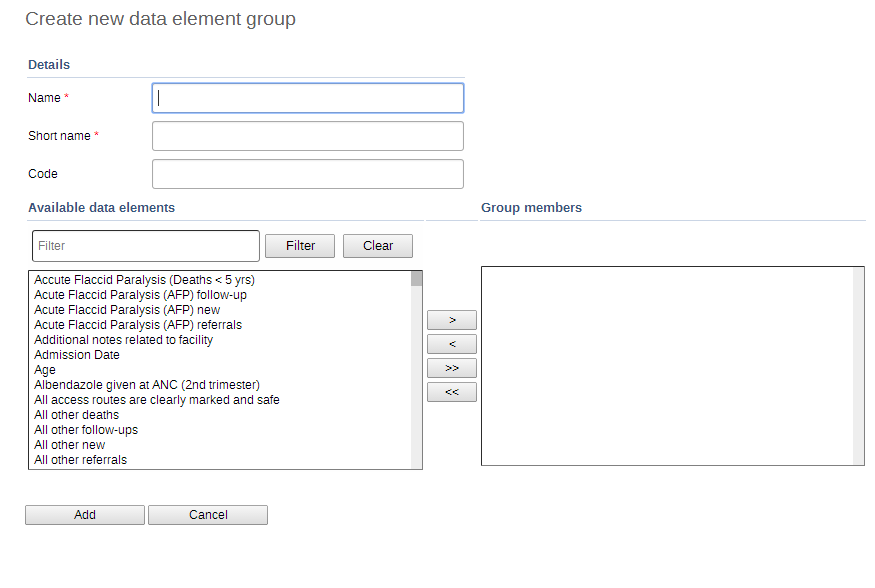 Create new data element group
Details
Name *
Short name *
Code
Available data elements
Group members
Filter
Filter
Clear
Accute Flaccid Paralysis (Deaths < 5 yrs)
Acute Flaccid Paralysis (AFP) follow-up
Acute Flaccid Paralysis (AFP) new
Acute Flaccid Paralysis (AFP) referrals
Additional notes related to facility
Admission Date
Age
Albendazole given at ANC (2nd trimester)
All access routes are clearly marked and safe
All other deaths
All other follow-ups
All other new
All other referrals
>
<
>>
<<
Add
Cancel